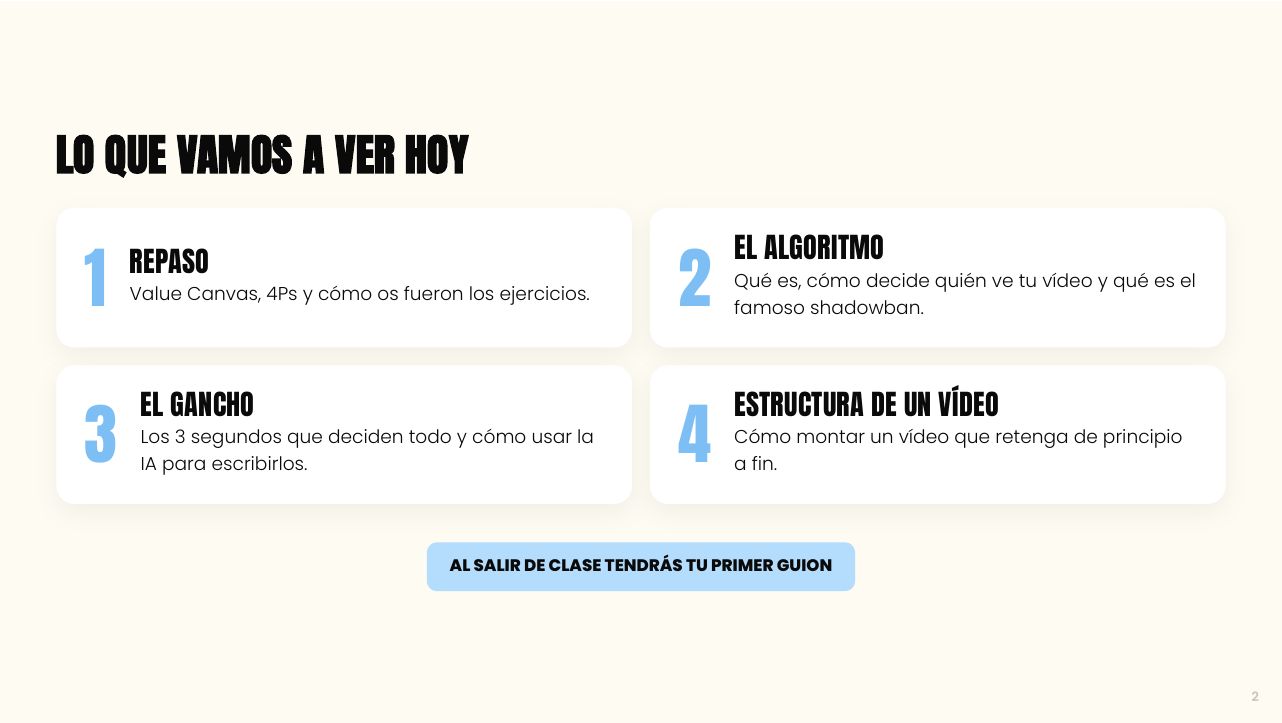 LO QUE VAMOS A VER HOY
1
REPASO
Value Canvas, 4Ps y cómo os fueron los ejercicios.
2
EL ALGORITMO
Qué es, cómo decide quién ve tu vídeo y qué es el
famoso shadowban.
3
EL GANCHO
Los 3 segundos que deciden todo y cómo usar la
IA para escribirlos.
4
ESTRUCTURA DE UN VÍDEO
Cómo montar un vídeo que retenga de principio
a fin.
AL SALIR DE CLASE TENDRÁS TU PRIMER GUION
2